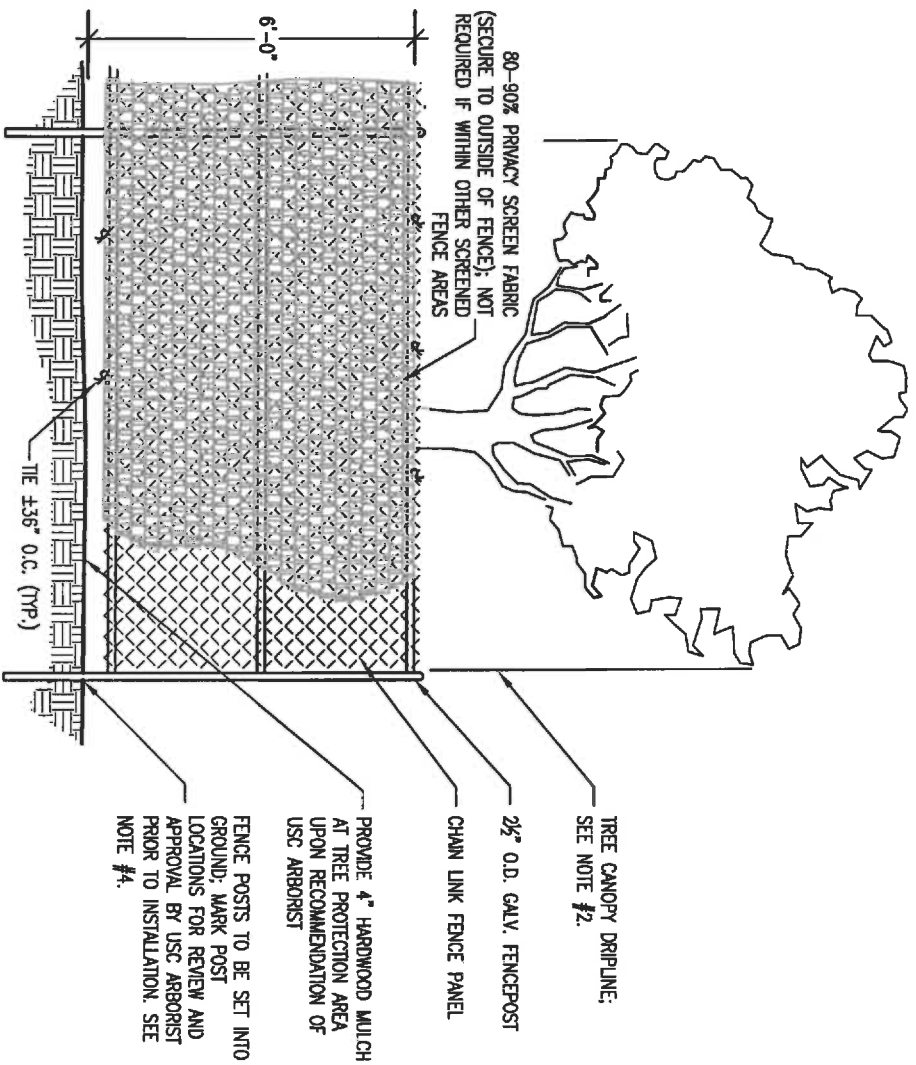 80-90% PRIVACY SCREEN FABRIC
(SECURE TO OUTSIDE OF FENCE); NOT
REQUIRED IF WITHIN OTHER SCREENED
FENCE AREAS
6'-0"
TREE CANOPY DRIPLINE;
SEE NOTE #2.
2½" O.D. GALV. FENCEPOST
CHAIN LINK FENCE PANEL
PROVIDE 4" HARDWOOD MULCH
AT TREE PROTECTION AREA
UPON RECOMMENDATION OF
USC ARBORIST
FENCE POSTS TO BE SET INTO
GROUND; MARK POST
LOCATIONS FOR REVIEW AND
APPROVAL BY USC ARBORIST
PRIOR TO INSTALLATION. SEE
NOTE #4.
TIE ±36" O.C. (TYP.)